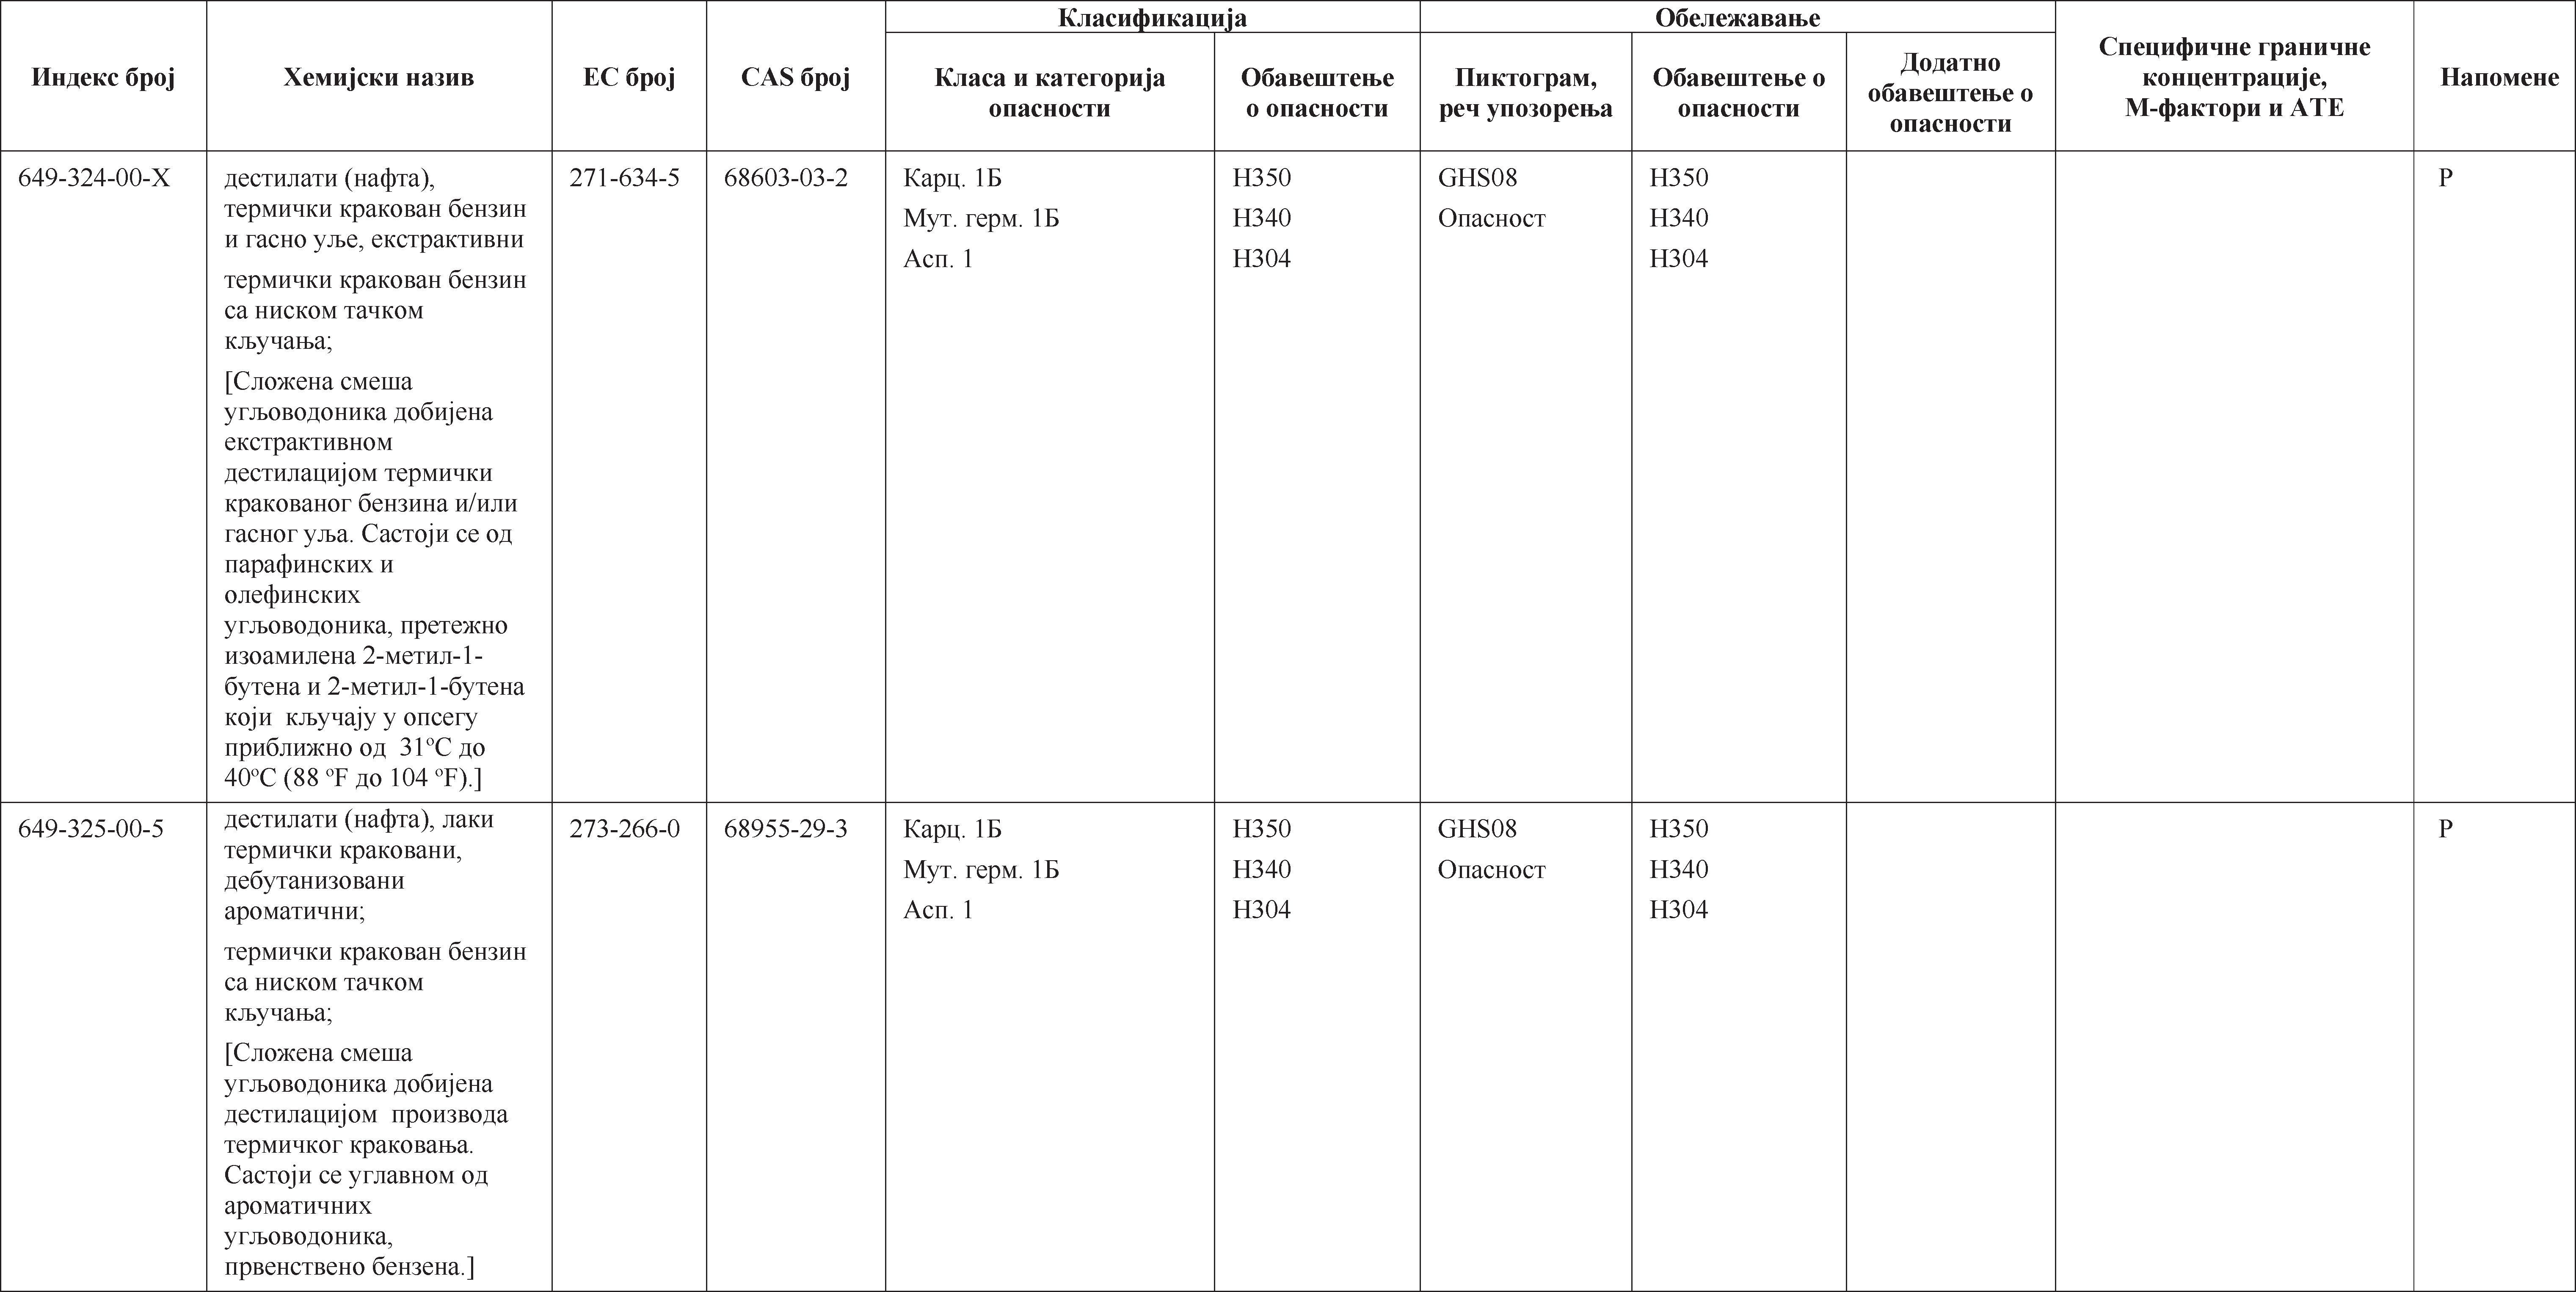 Класификација
Обележавање
Индекс број
Хемијски назив
ЕС број
CAS број
Класа и категорија
опасности
Обавештење
о опасности
Пиктограм,
реч упозорења
Обавештење о
опасности
Додатно
обавештење о
опасности
Специфичне граничне
концентрације,
М-фактори и АТЕ
Напомене
649-324-00-X
дестилати (нафта),
термички кракован бензин
и гасно уље, екстрактивни
термички кракован бензин
са ниском тачком
кључања;
[Сложена смеша
угљоводоника добијена
екстрактивном
дестилацијом термички
кракованог бензина и/или
гасног уља. Састоји се од
парафинских и
олефинских
угљоводоника, претежно
изоамилена 2-метил-1-
бутена и 2-метил-1-бутена
који кључају у опсегу
приближно од 31ºC до
40ºC (88 ºF до 104 ºF).]
271-634-5
68603-03-2
Карц. 1Б
Мут. герм. 1Б
Асп. 1
H350
H340
H304
GHS08
Опасност
H350
H340
H304
P
649-325-00-5
дестилати (нафта), лаки
термички краковани,
дебутанизовани
ароматични;
термички кракован бензин
са ниском тачком
кључања;
[Сложена смеша
угљоводоника добијена
дестилацијом производа
термичког краковања.
Састоји се углавном од
ароматичних
угљоводоника,
првенствено бензена.]
273-266-0
68955-29-3
Карц. 1Б
Мут. герм. 1Б
Асп. 1
H350
H340
H304
GHS08
Опасност
H350
H340
H304
P